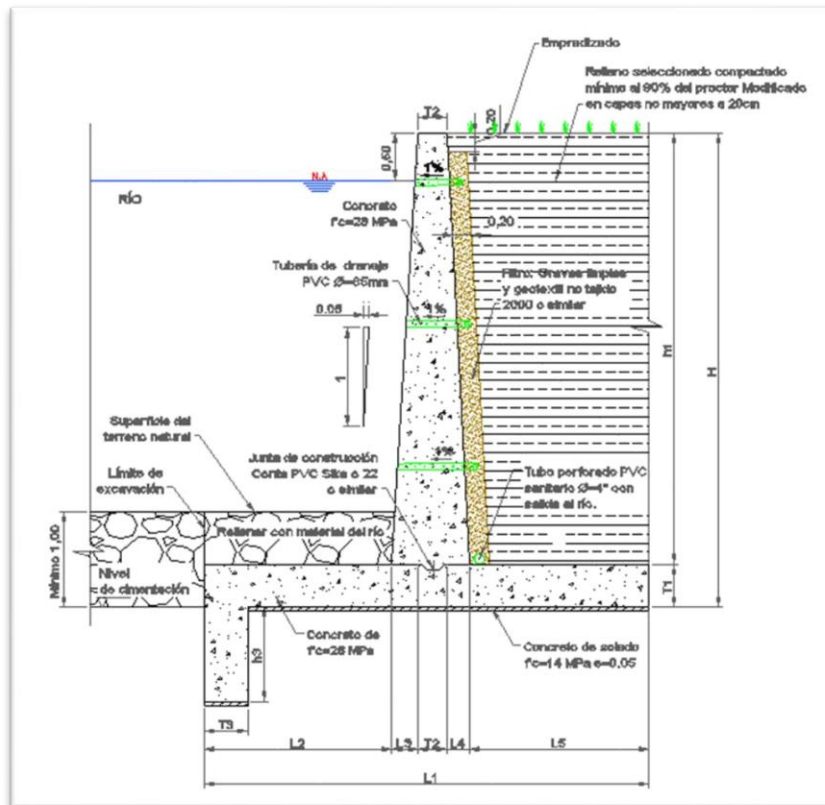 Empradizado
Relleno seleccionado compactado
mínimo al 90% del proctor Modificado
en capas no mayores a 20cm
T2
0,20
0,60
1%
N.A
RÍO
Concreto
f'c=28 MPa
0,20
Tubería de drenaje
PVC Ø=65mm
Filtro: Gravas limpias
y geotextil no tejido
2000 o similar
0.05
1%
1
h1
H
Superficie del
terreno natural
Junta de construcción
Cinta PVC Sika o 22
o similar
1%
Límite de
excavación
Tubo perforado PVC
sanitario Ø=4" con
salida al río.
Rellenar con material del río
Mínimo 1,00
Nivel
de cimentación
T1
Concreto de
f'c=28 MPa
h3
Concreto de solado
f'c=14 MPa e=0.05
T3
L2
L3
T2
L4
L5
L1